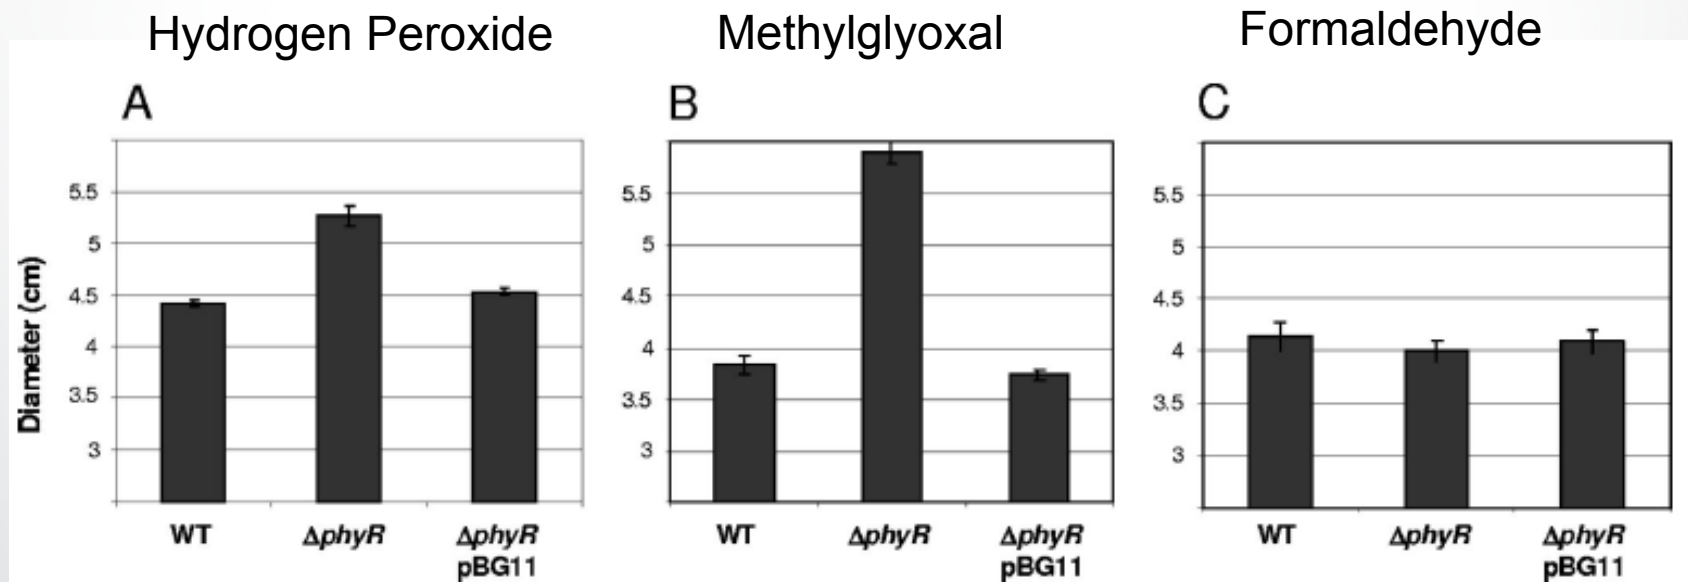 Hydrogen Peroxide
Methylglyoxal
Formaldehyde
A
B
C
Diameter (cm)
5.5
5
4.5
4
3.5
3
WT
ΔphyR
ΔphyR
pBG11
5.5
5
4.5
4
3.5
3
WT
ΔphyR
ΔphyR
pBG11
5.5
5
4.5
4
3.5
3
WT
ΔphyR
ΔphyR
pBG11